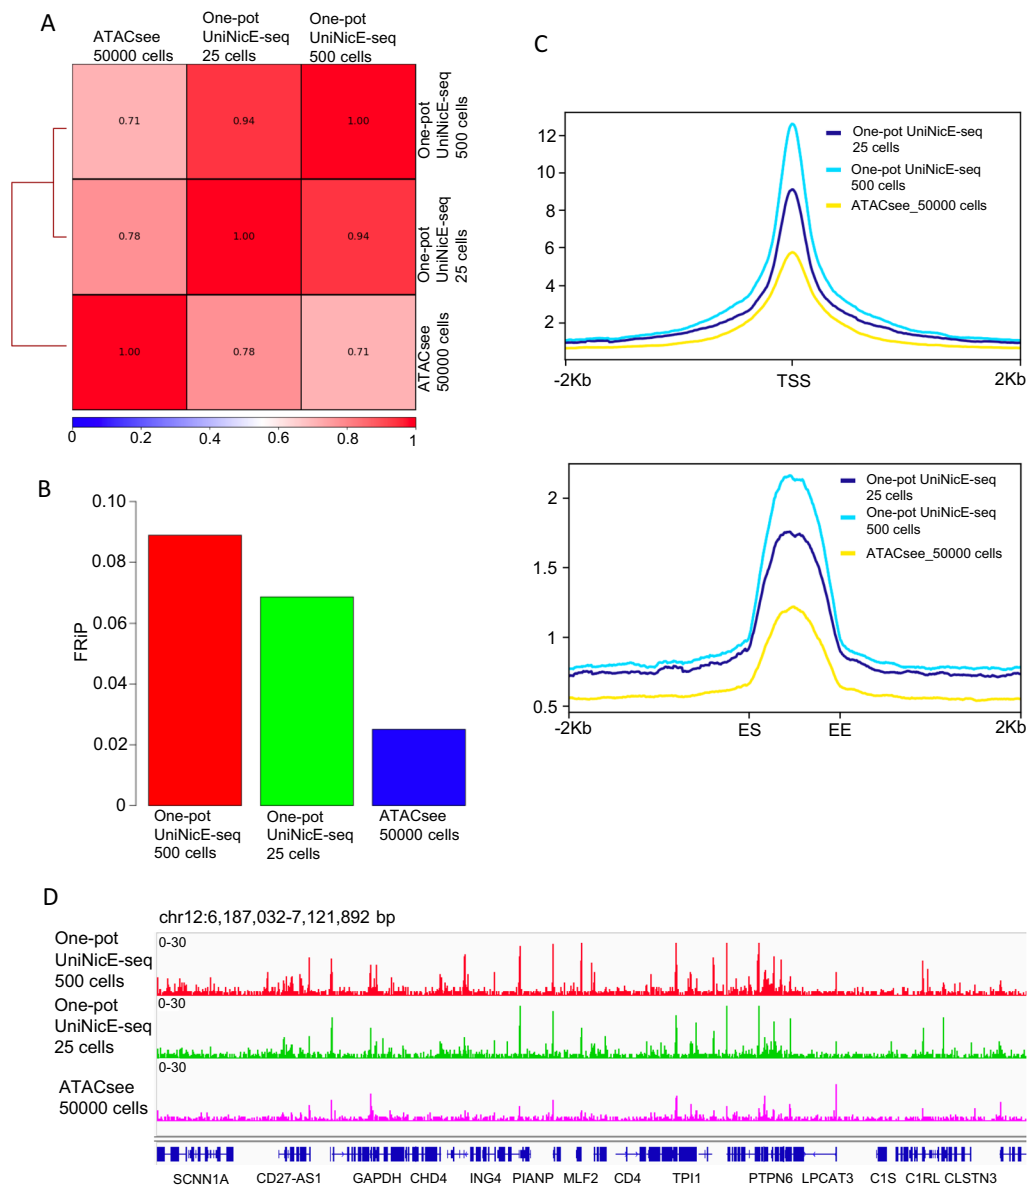 A
ATACsee
50000 cells
One-pot
UniNicE-seq
25 cells
One-pot
UniNicE-seq
500 cells
0.71
0.94
1.00
One-pot
UniNicE-seq
500 cells
0.78
1.00
0.94
One-pot
UniNicE-seq
25 cells
1.00
0.78
0.71
ATACsee
50000 cells
0 0.2 0.4 0.6 0.8 1
B
0.10
0.08
0.06
0.04
0.02
0
FRiP
One-pot
UniNicE-seq
500 cells
One-pot
UniNicE-seq
25 cells
ATACsee
50000 cells
C
12
10
8
6
4
2
One-pot UniNicE-seq
25 cells
One-pot UniNicE-seq
500 cells
ATACsee_50000 cells
-2Kb TSS 2Kb
2
1.5
1
0.5
One-pot UniNicE-seq
25 cells
One-pot UniNicE-seq
500 cells
ATACsee_50000 cells
-2Kb ES EE 2Kb
D
chr12:6,187,032-7,121,892 bp
One-pot
UniNicE-seq
500 cells
0-30
One-pot
UniNicE-seq
25 cells
0-30
ATACsee
50000 cells
0-30
SCNN1A CD27-AS1 GAPDH CHD4 ING4 PIANP MLF2 CD4 TPI1 PTPN6 LPCAT3 C1S C1RL CLSTN3